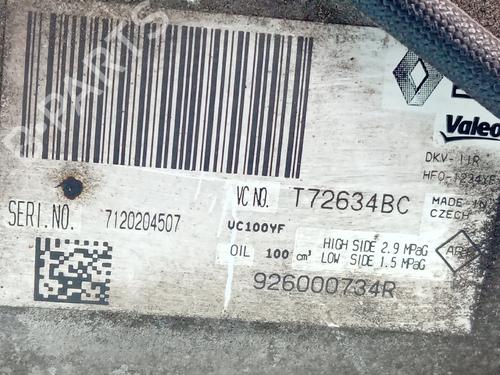 Valeo
DKV-11R
HFO-1234YF
VC NO. T72634BC
MADE IN
CZECH
SERI.NO. 7120204507
VC100YF
OIL 100 cm³
HIGH SIDE 2.9 MPaG
LOW SIDE 1.5 MPaG
926000734R